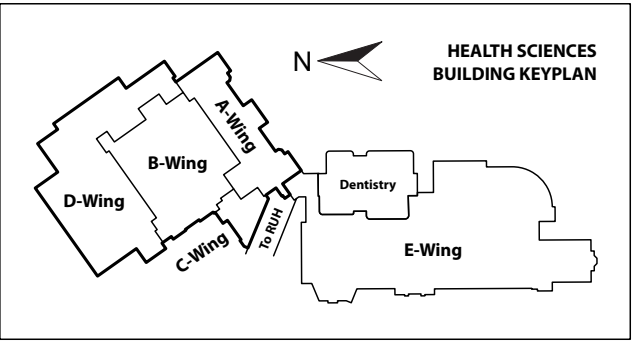 HEALTH SCIENCES
BUILDING KEYPLAN
N
A-Wing
B-Wing
D-Wing
C-Wing
To RUH
Dentistry
E-Wing